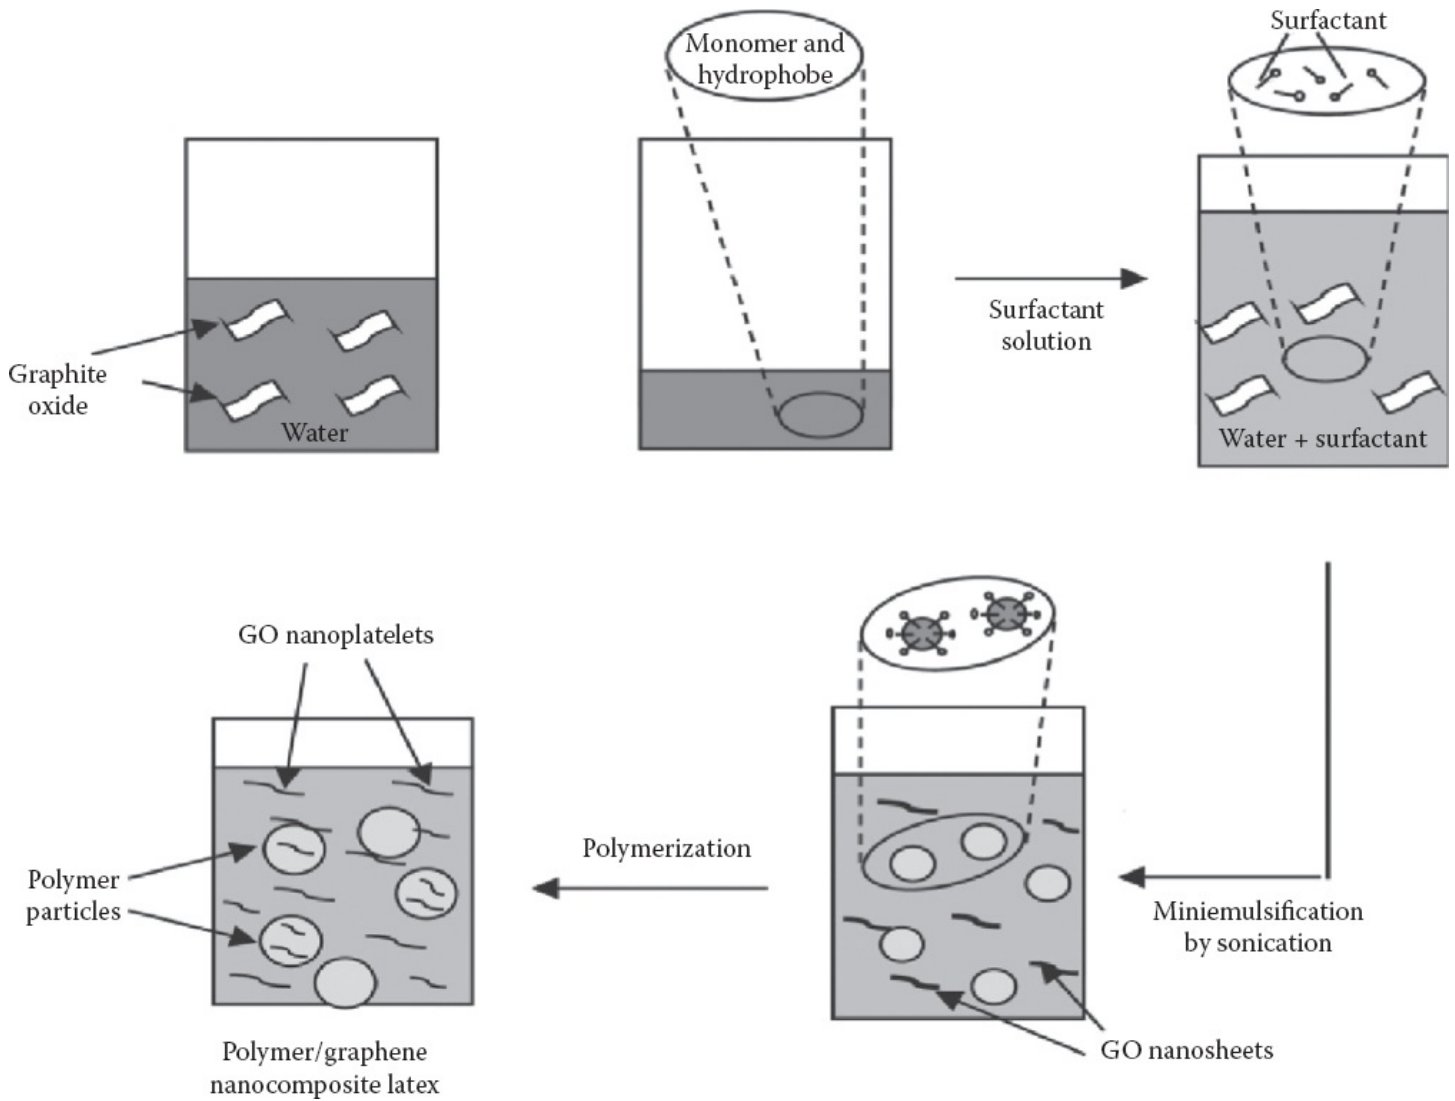 Monomer and
hydrophobe
Surfactant
Graphite
oxide
Water
Surfactant
solution
Water + surfactant
GO nanoplatelets
Polymer
particles
Polymerization
Miniemulsification
by sonication
GO nanosheets
Polymer/graphene
nanocomposite latex